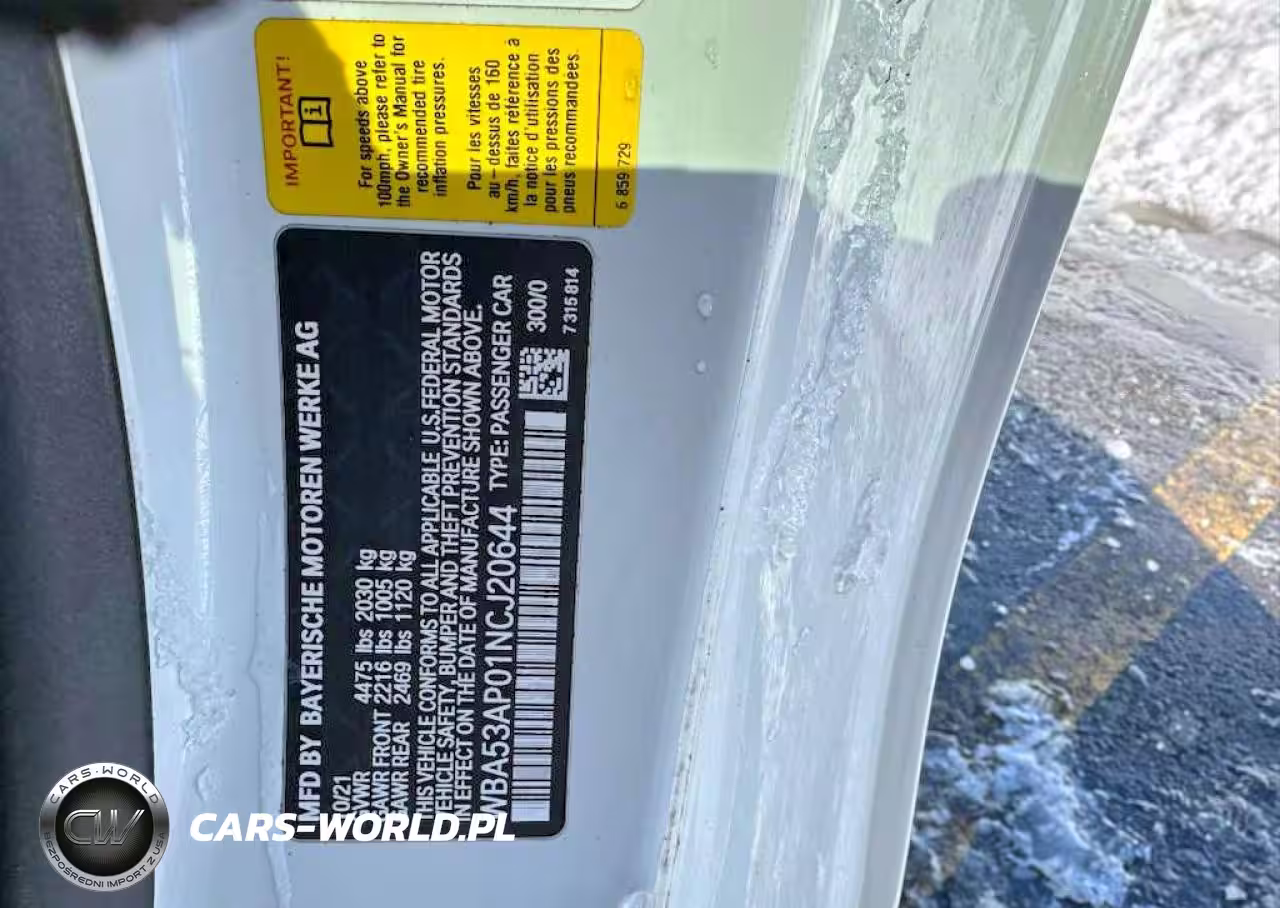 IMPORTANT!
For speeds above
100mph, please refer to
the Owner's Manual for
recommended tire
inflation pressures.
Pour les vitesses
au-dessus de 160
km/h, faites référence à
la notice d'utilisation
pour les pressions des
pneus recommandées.
6 859 729
MFD BY BAYERISCHE MOTOREN WERKE AG
10/21
GVWR 4475 lbs 2030 kg
GAWR FRONT 2216 lbs 1005 kg
GAWR REAR 2469 lbs 1120 kg
THIS VEHICLE CONFORMS TO ALL APPLICABLE U.S. FEDERAL MOTOR
VEHICLE SAFETY, BUMPER AND THEFT PREVENTION STANDARDS
IN EFFECT ON THE DATE OF MANUFACTURE SHOWN ABOVE.
WBA53AP01NCJ20644 TYPE: PASSENGER CAR
300/0
7315814
CARS-WORLD
CW
BEZPOŚREDNI IMPORT Z USA
CARS-WORLD.PL